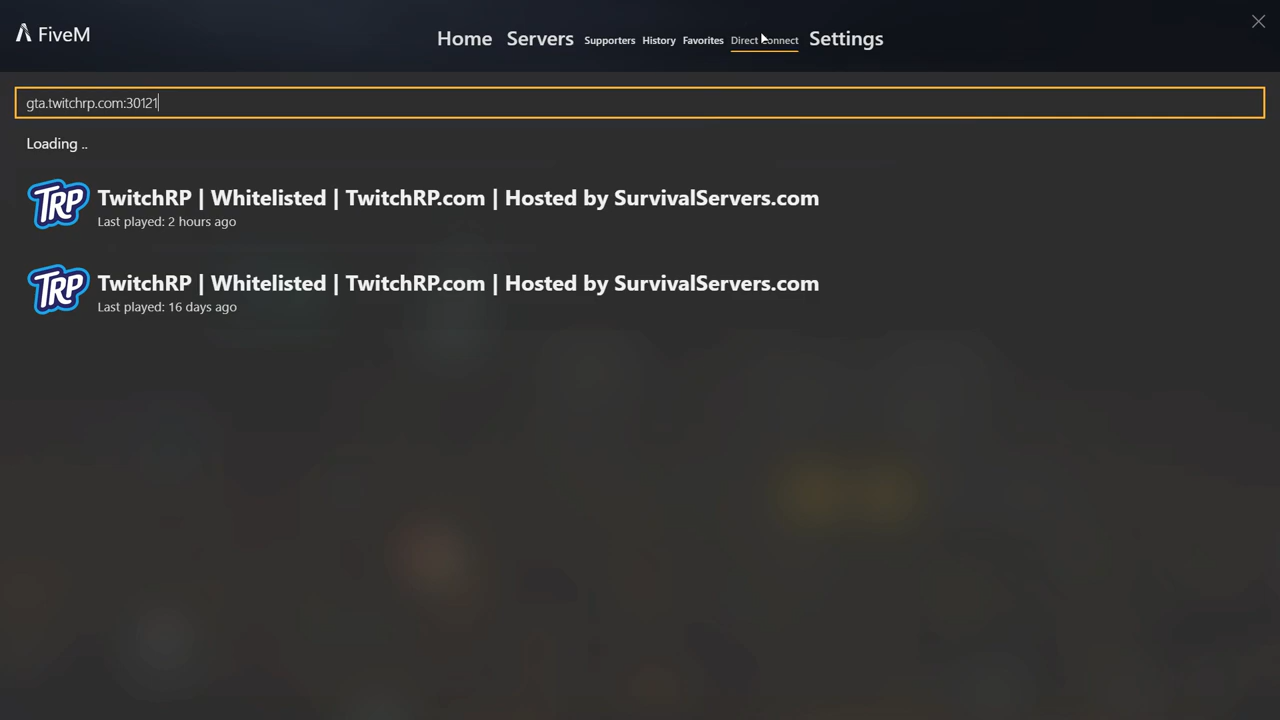 FiveM
Home Servers Supporters History Favorites Direct Connect Settings
gta.twitchrp.com:30121
Loading ..
TRP
TwitchRP | Whitelisted | TwitchRP.com | Hosted by SurvivalServers.com
Last played: 2 hours ago
TRP
TwitchRP | Whitelisted | TwitchRP.com | Hosted by SurvivalServers.com
Last played: 16 days ago